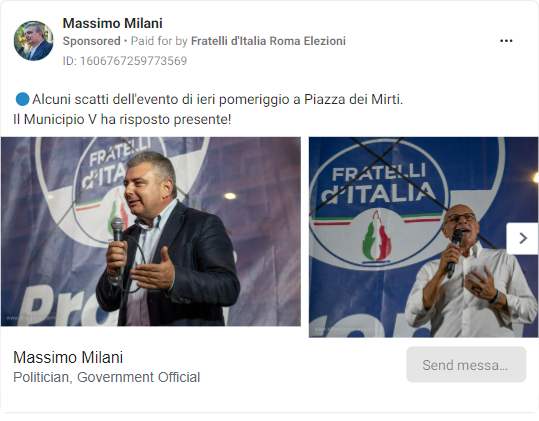 Massimo Milani
Sponsored • Paid for by Fratelli d'Italia Roma Elezioni
ID: 1606767259773569
Alcuni scatti dell'evento di ieri pomeriggio a Piazza dei Mirti.
Il Municipio V ha risposto presente!
FRATELLI
d'ITALIA
FRATELLI
d'ITALIA
Massimo Milani
Politician, Government Official
Send messa...